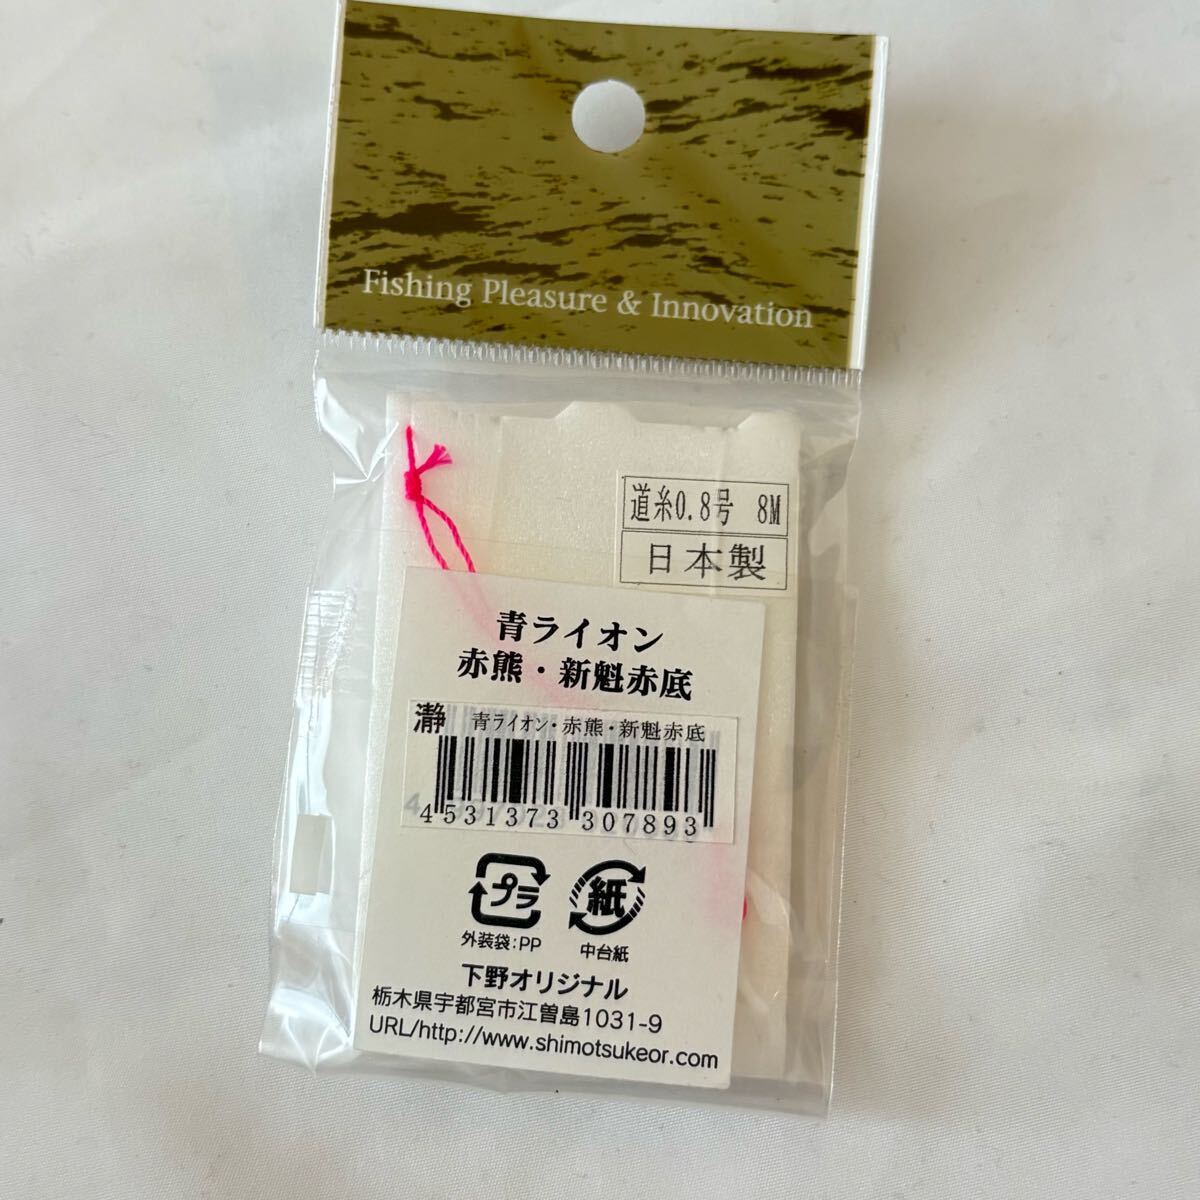 Fishing Pleasure & Innovation
道糸0.8号 8M
日本製
青ライオン
赤熊・新魁赤底
瀞 青ライオン・赤熊・新魁赤底
4 531373 307893
プラ 紙
外装袋:PP 中台紙
下野オリジナル
栃木県宇都宮市江曽島1031-9
URL/http://www.shimotsukeor.com